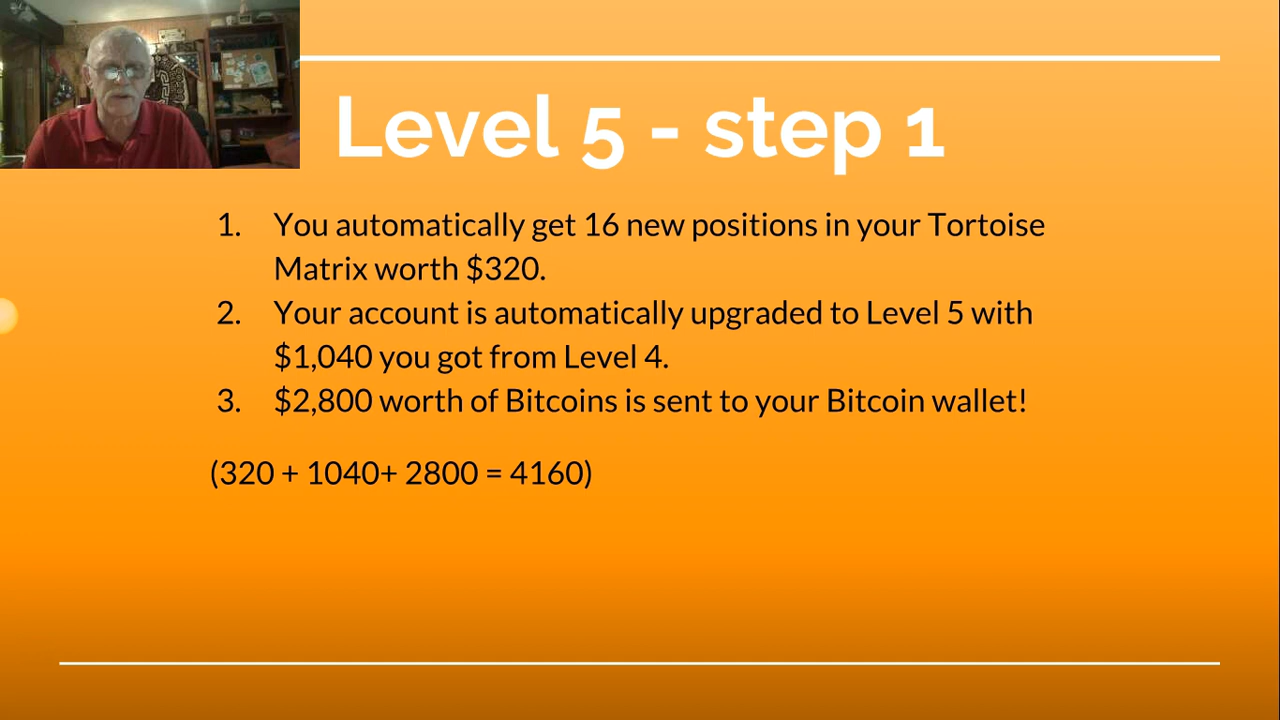 Level 5 - step 1
1. You automatically get 16 new positions in your Tortoise
Matrix worth $320.
2. Your account is automatically upgraded to Level 5 with
$1,040 you got from Level 4.
3. $2,800 worth of Bitcoins is sent to your Bitcoin wallet!
(320 + 1040+ 2800 = 4160)